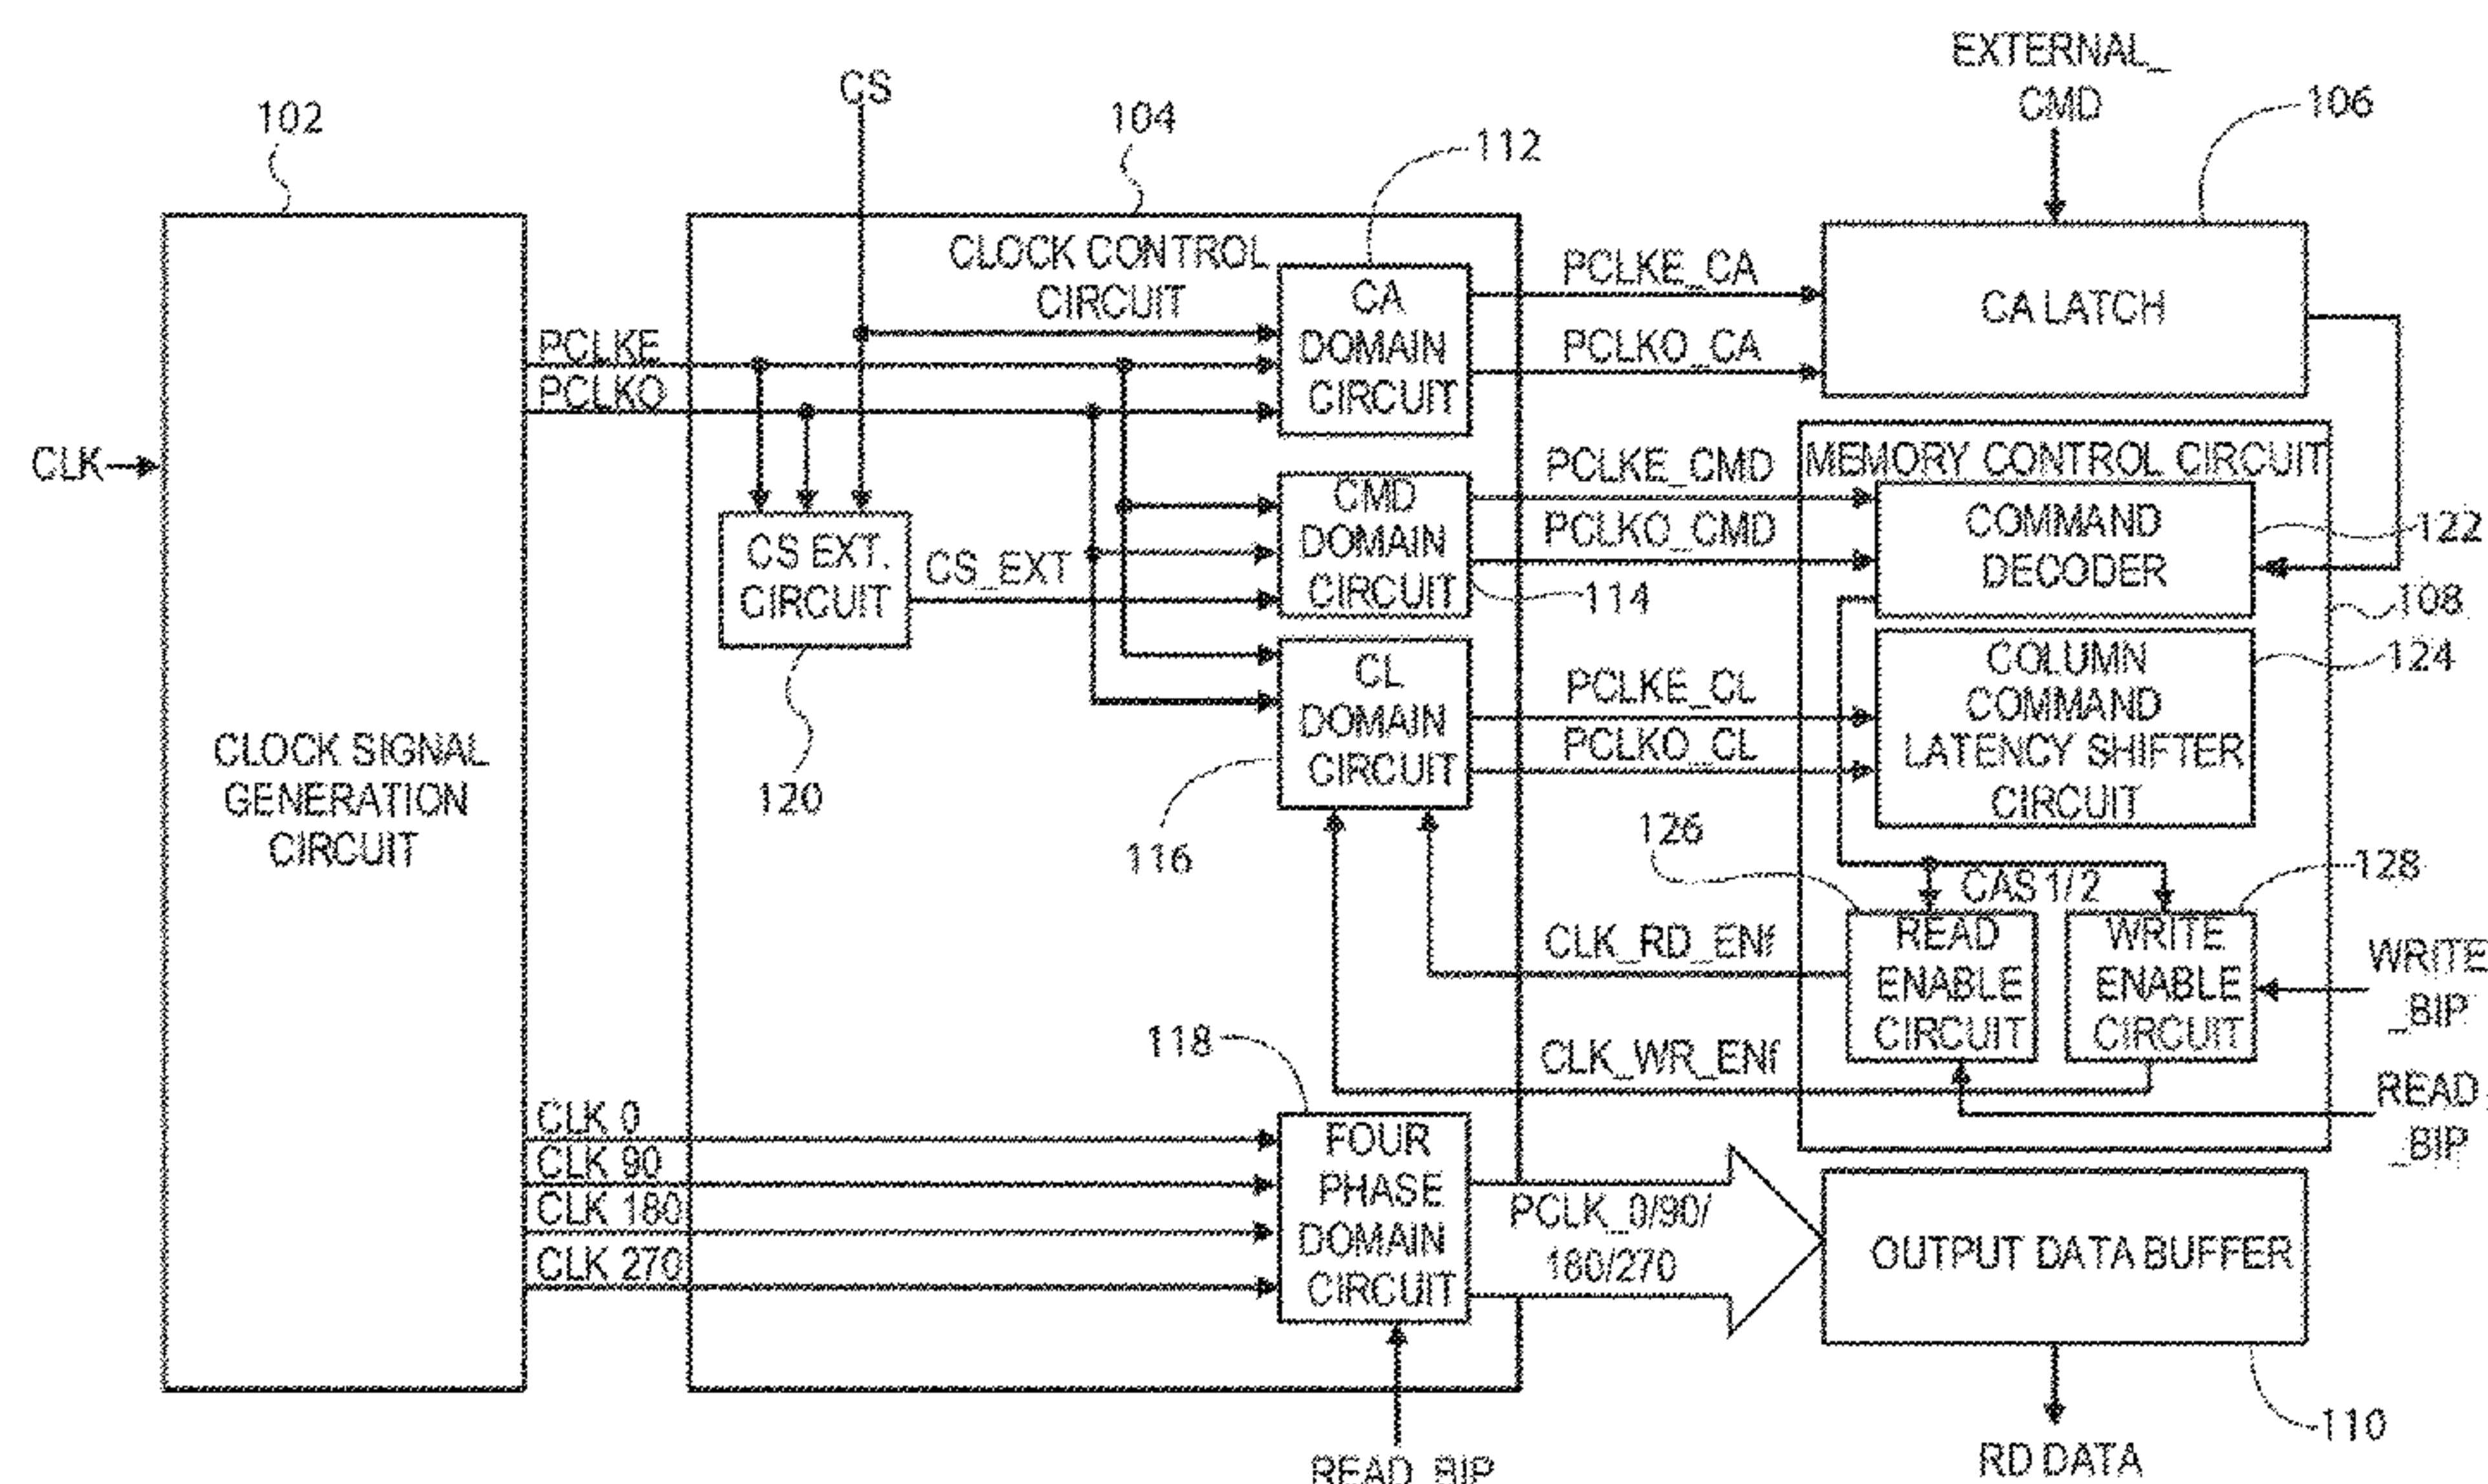 EXTERNAL_
CMD
CS
102
104
106
112
CLOCK CONTROL
CIRCUIT
CA
DOMAIN
CIRCUIT
PCLKE_CA
PCLKO_CA
CA LATCH
PCLKE
PCLKO
CLK
MEMORY CONTROL CIRCUIT
PCLKE_CMD
PCLKO_CMD
CMD
DOMAIN
CIRCUIT
COMMAND
DECODER
122
CS EXT.
CIRCUIT
CS_EXT
114
108
COLUMN
COMMAND
LATENCY SHIFTER
CIRCUIT
124
CL
DOMAIN
CIRCUIT
PCLKE_CL
PCLKO_CL
CLOCK SIGNAL
GENERATION
CIRCUIT
120
116
126
128
CAS 1/2
READ
ENABLE
CIRCUIT
WRITE
ENABLE
CIRCUIT
CLK_RD_ENf
WRITE
_BIP
118
CLK_WR_ENf
READ
_BIP
CLK 0
CLK 90
CLK 180
CLK 270
FOUR
PHASE
DOMAIN
CIRCUIT
PCLK_0/90/
180/270
OUTPUT DATA BUFFER
110
READ_BIP
RD DATA